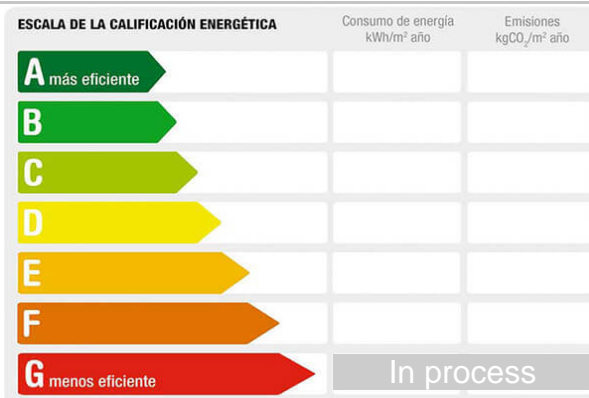 ESCALA DE LA CALIFICACIÓN ENERGÉTICA
Consumo de energía
kWh/m² año
Emisiones
kgCO₂/m² año
A más eficiente
B
C
D
E
F
G menos eficiente
In process